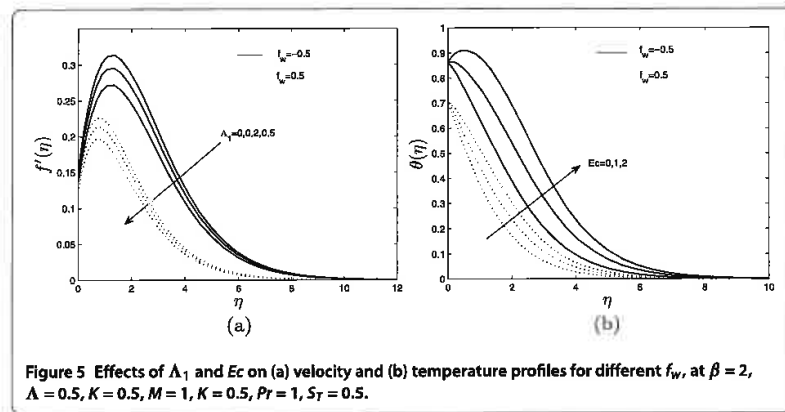 0.3
0.25
0.2
0.15
0.1
0.05
0
0
2
4
6
8
10
12
f′(η)
η
f_w=-0.5
f_w 0.5
Λ₁=0,0,2,0,5
(a)
1
0.9
0.8
0.7
0.6
0.5
0.4
0.3
0.2
0.1
0
0
2
4
6
8
10
θ(η)
η
f_w=-0.5
f_w 0.5
Ec=0,1,2
(b)
Figure 5 Effects of Λ₁ and Ec on (a) velocity and (b) temperature profiles for different f_w, at β = 2,
Λ = 0.5, K = 0.5, M = 1, K = 0.5, Pr = 1, S_T = 0.5.